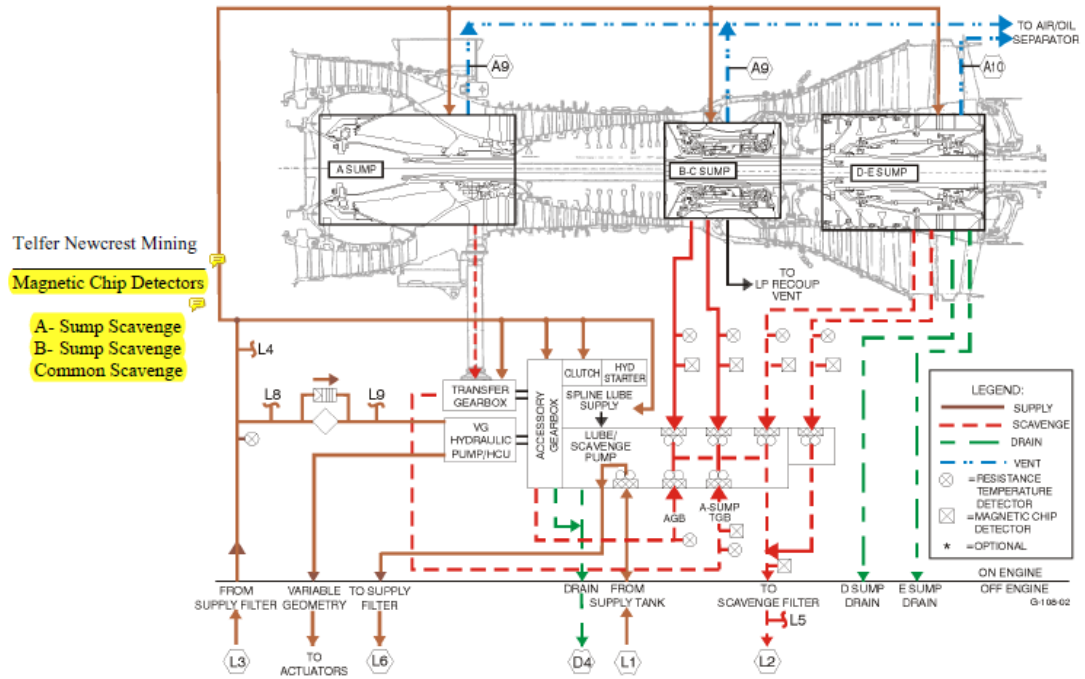 TO AIR/OIL
SEPARATOR
A9
A9
A10
A SUMP
B-C SUMP
D-E SUMP
Telfer Newcrest Mining
Magnetic Chip Detectors
A- Sump Scavenge
B- Sump Scavenge
Common Scavenge
TO
LP RECOUP
VENT
L4
L8
L9
TRANSFER
GEARBOX
VG
HYDRAULIC
PUMP/HCU
ACCESSORY
GEARBOX
CLUTCH
HYD
STARTER
SPLINE LUBE
SUPPLY
LUBE/
SCAVENGE
PUMP
AGB
A-SUMP
TGB
LEGEND:
SUPPLY
SCAVENGE
DRAIN
VENT
=RESISTANCE
TEMPERATURE
DETECTOR
=MAGNETIC CHIP
DETECTOR
* =OPTIONAL
ON ENGINE
OFF ENGINE
G-108-02
FROM
SUPPLY FILTER
VARIABLE
GEOMETRY
TO SUPPLY
FILTER
DRAIN
FROM
SUPPLY TANK
TO
SCAVENGE FILTER
D SUMP
DRAIN
E SUMP
DRAIN
L5
L3
TO
ACTUATORS
L6
D4
L1
L2